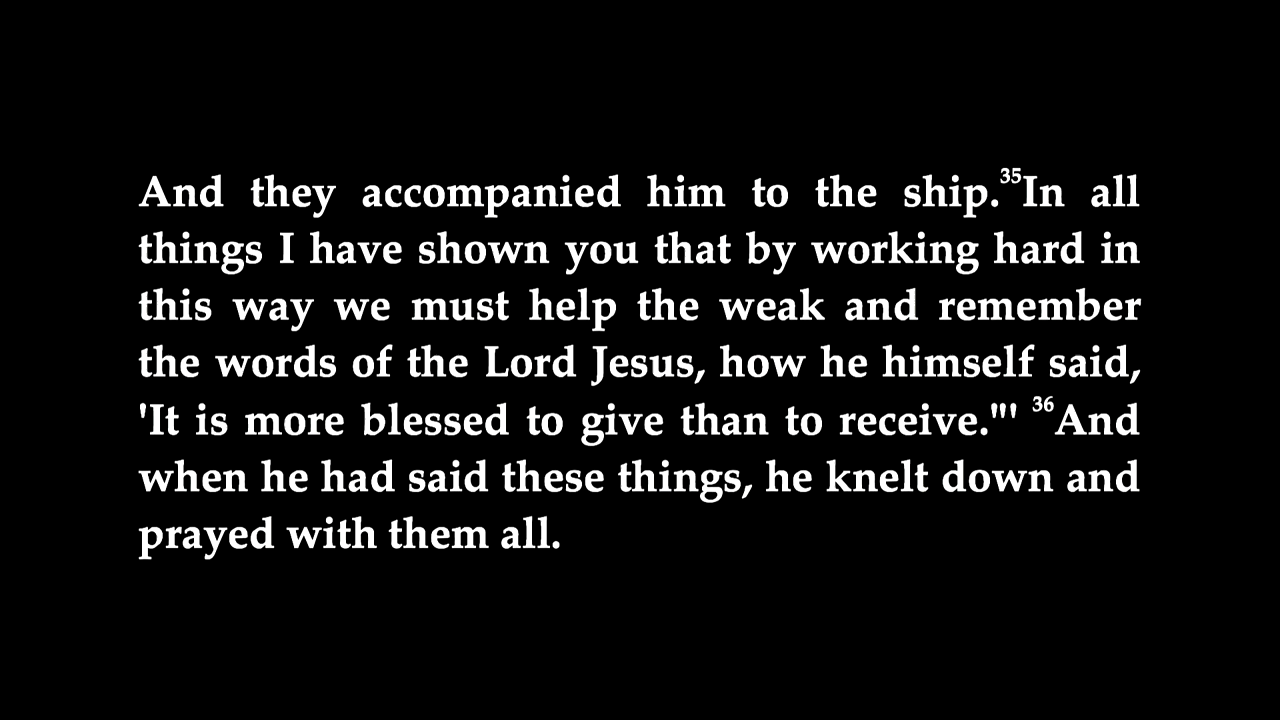 And they accompanied him to the ship.³⁵In all
things I have shown you that by working hard in
this way we must help the weak and remember
the words of the Lord Jesus, how he himself said,
'It is more blessed to give than to receive."' ³⁶And
when he had said these things, he knelt down and
prayed with them all.